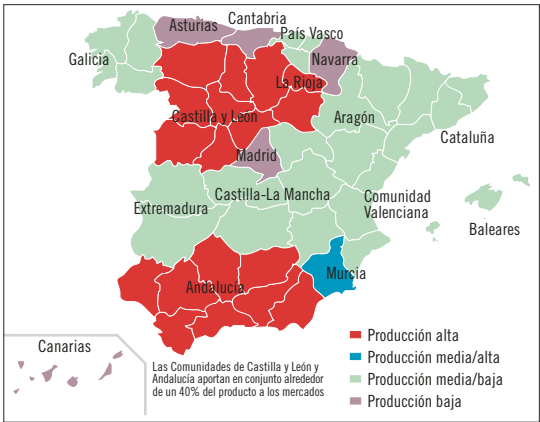 Cantabria
Asturias
País Vasco
Galicia
Navarra
La Rioja
Castilla y León
Aragón
Cataluña
Madrid
Castilla-La Mancha
Comunidad
Valenciana
Extremadura
Baleares
Murcia
Andalucía
Canarias
Las Comunidades de Castilla y León y
Andalucía aportan en conjunto alrededor
de un 40% del producto a los mercados
Producción alta
Producción media/alta
Producción media/baja
Producción baja